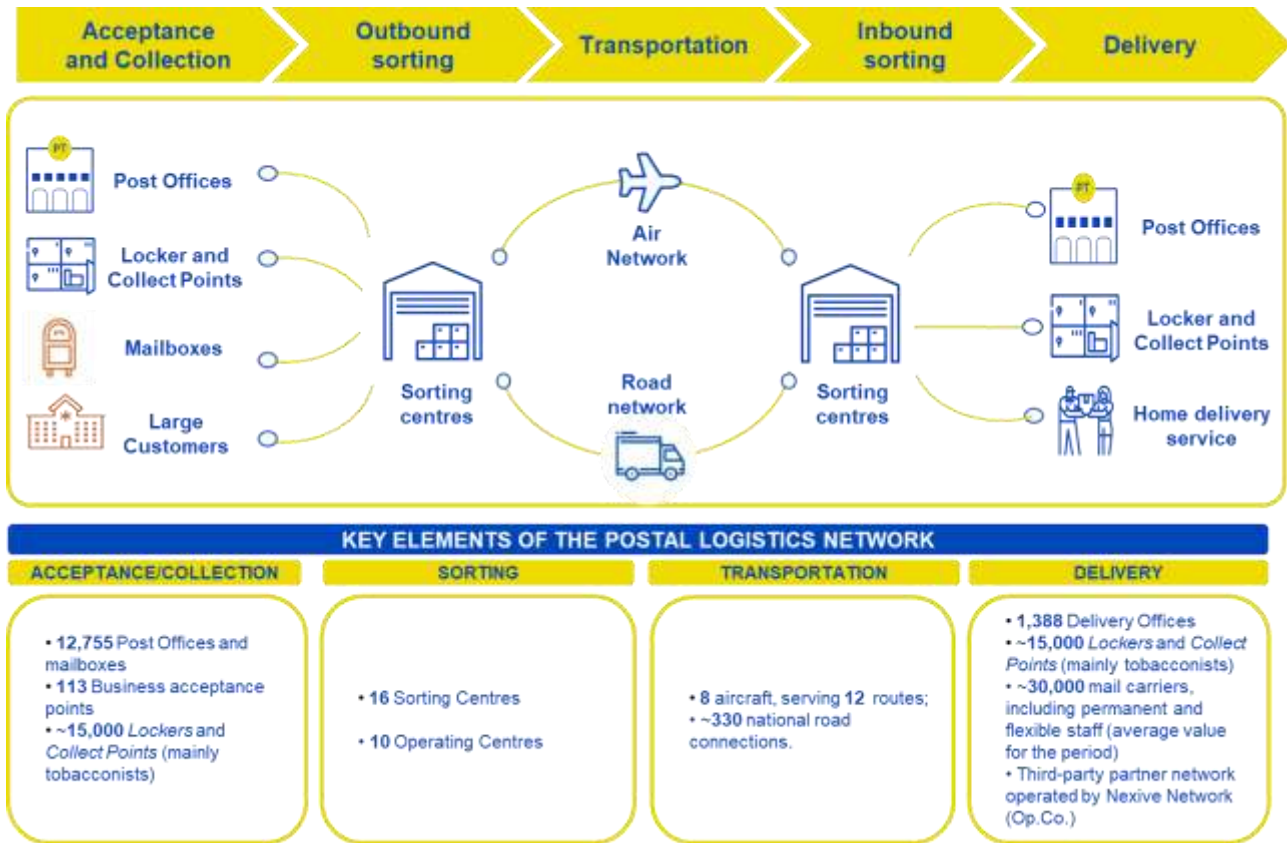 Acceptance
and Collection
Outbound
sorting
Transportation
Inbound
sorting
Delivery
PT
Post Offices
Locker and
Collect Points
Mailboxes
Large
Customers
Sorting
centres
Air
Network
Road
network
Sorting
centres
PT
Post Offices
Locker and
Collect Points
Home delivery
service
KEY ELEMENTS OF THE POSTAL LOGISTICS NETWORK
ACCEPTANCE/COLLECTION
• 12,755 Post Offices and
mailboxes
• 113 Business acceptance
points
• ~15,000 Lockers and
Collect Points (mainly
tobacconists)
SORTING
• 16 Sorting Centres
• 10 Operating Centres
TRANSPORTATION
• 8 aircraft, serving 12 routes;
• ~330 national road
connections.
DELIVERY
• 1,388 Delivery Offices
• ~15,000 Lockers and Collect
Points (mainly tobacconists)
• ~30,000 mail carriers,
including permanent and
flexible staff (average value
for the period)
• Third-party partner network
operated by Nexive Network
(Op.Co.)